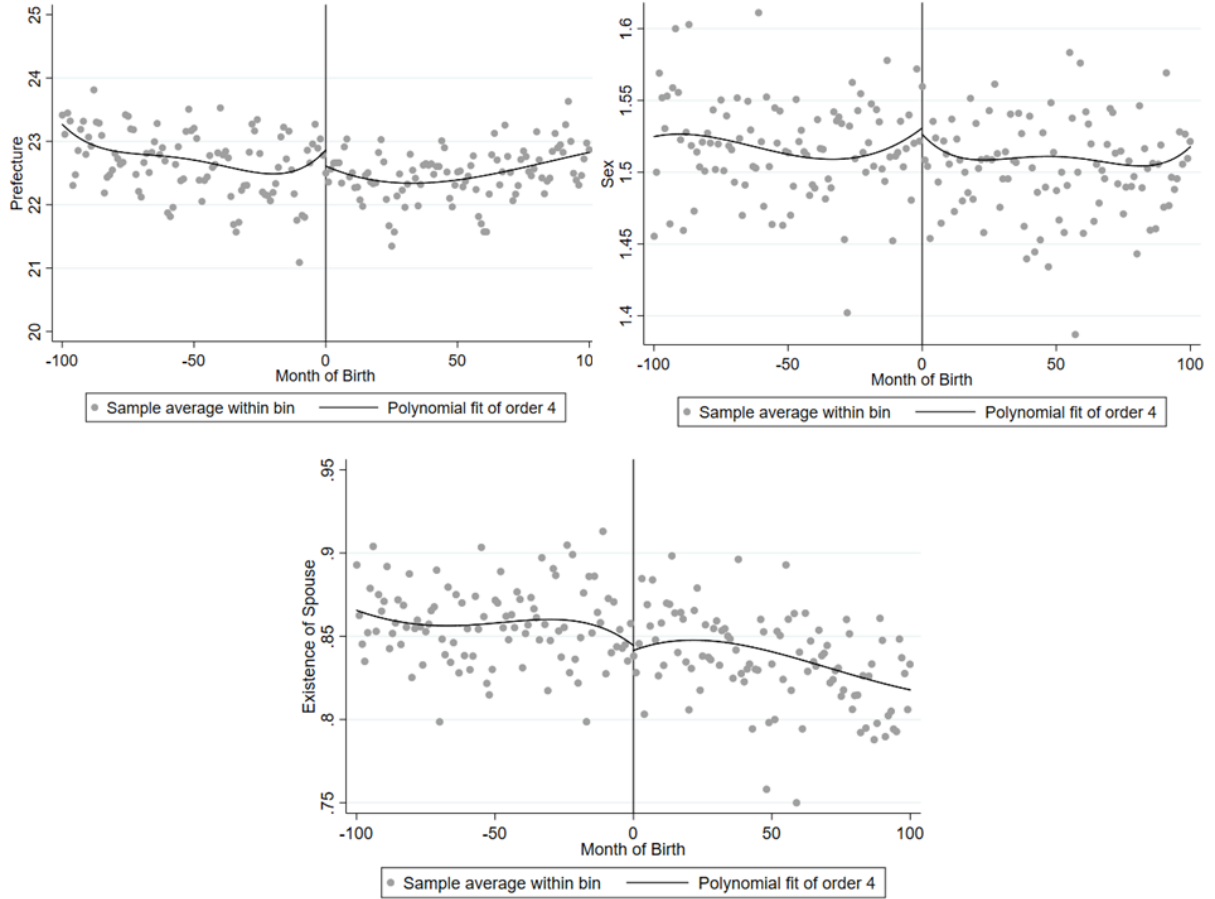 Prefecture
25
24
23
22
21
20
-100
-50
0
50
10
Month of Birth
Sample average within bin
Polynomial fit of order 4
Sex
1.6
1.55
1.5
1.45
1.4
-100
-50
0
50
100
Month of Birth
Sample average within bin
Polynomial fit of order 4
Existence of Spouse
.95
.9
.85
.8
.75
-100
-50
0
50
100
Month of Birth
Sample average within bin
Polynomial fit of order 4